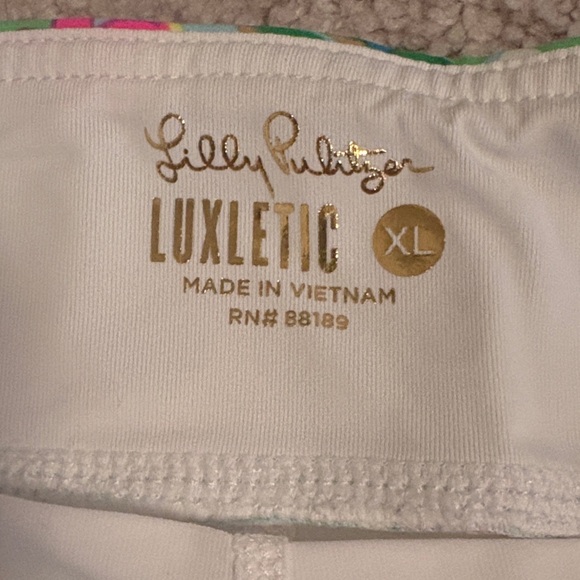 Lilly Pulitzer
LUXLETIC XL
MADE IN VIETNAM
RN# 88189